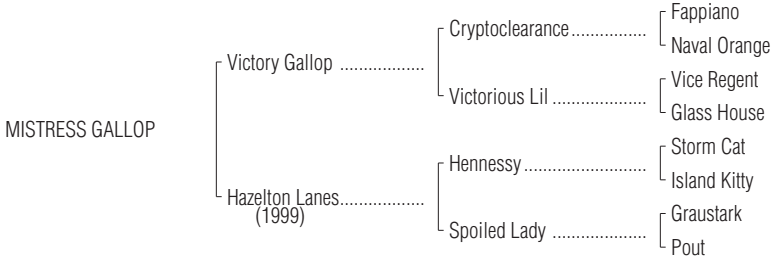 Fappiano
Cryptoclearance................
Naval Orange
Victory Gallop ..................
Vice Regent
Victorious Lil ....................
Glass House
MISTRESS GALLOP
Storm Cat
Hennessy..........................
Island Kitty
Hazelton Lanes..................
(1999)
Graustark
Spoiled Lady ....................
Pout